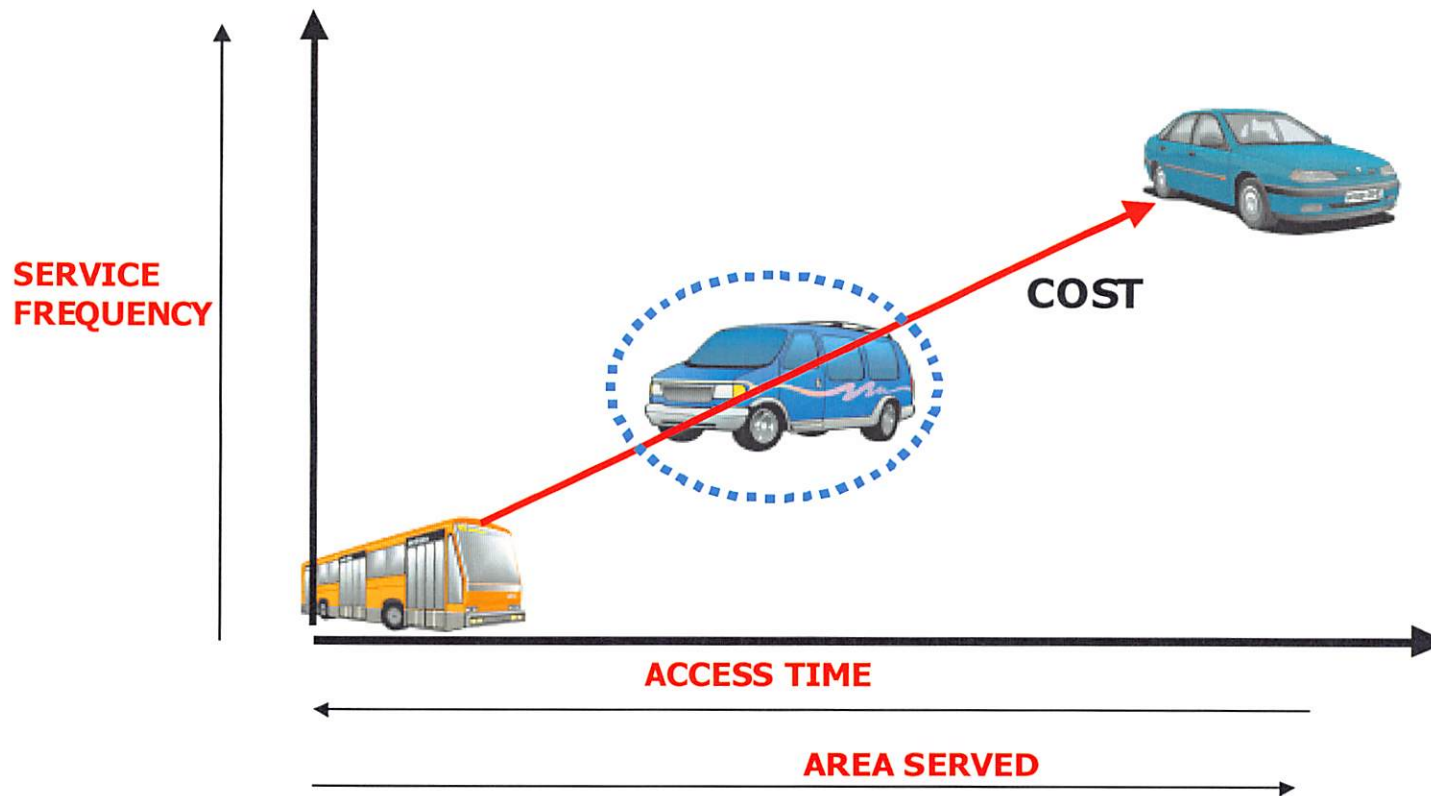 SERVICE
FREQUENCY
COST
ACCESS TIME
AREA SERVED